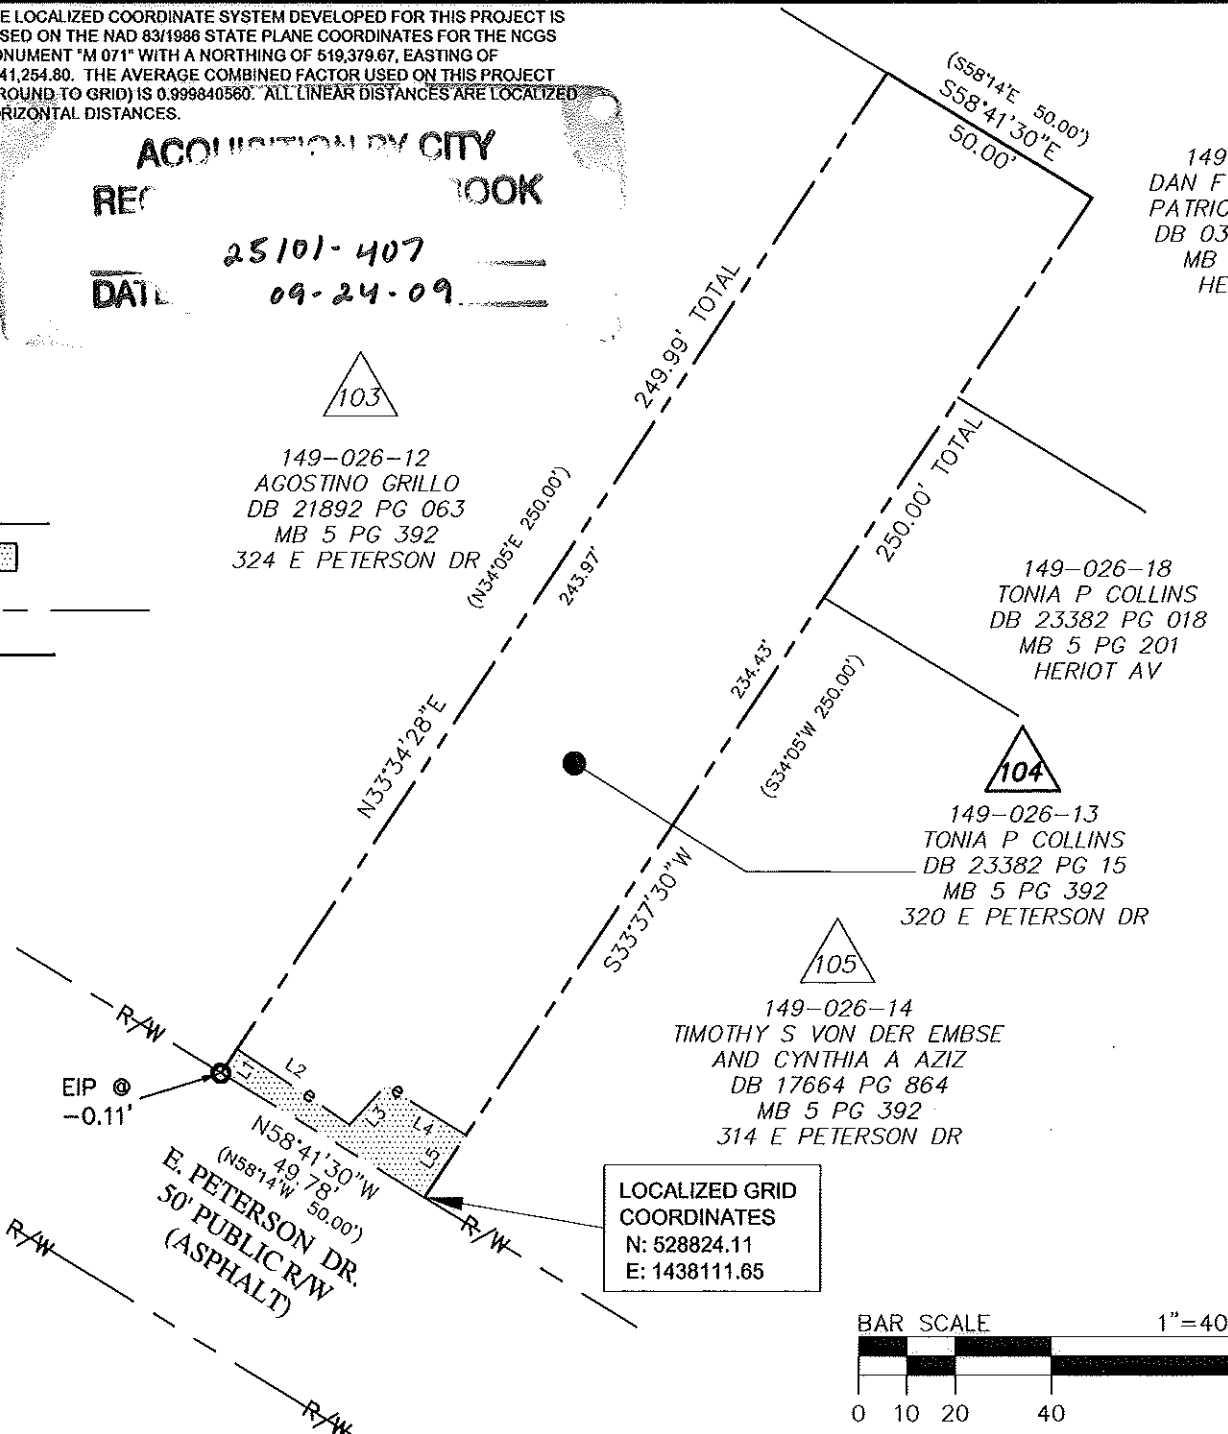 E LOCALIZED COORDINATE SYSTEM DEVELOPED FOR THIS PROJECT IS
SED ON THE NAD 83/1986 STATE PLANE COORDINATES FOR THE NCGS
ONUMENT "M 071" WITH A NORTHING OF 519,379.67, EASTING OF
41,254.80. THE AVERAGE COMBINED FACTOR USED ON THIS PROJECT
ROUND TO GRID) IS 0.999840560. ALL LINEAR DISTANCES ARE LOCALIZED
RIZONTAL DISTANCES.
ACQUISITION BY CITY
REC OOK
25101-407
DATE 09-24-09
(S58°14'E 50.00')
S58°41'30"E
50.00'
149
DAN F
PATRIC
DB 03
MB
HE
249.99' TOTAL
103
149-026-12
AGOSTINO GRILLO
DB 21892 PG 063
MB 5 PG 392
324 E PETERSON DR
(N34°05'E 250.00')
243.97'
250.00' TOTAL
149-026-18
TONIA P COLLINS
DB 23382 PG 018
MB 5 PG 201
HERIOT AV
234.43'
(S34°05'W 250.00')
N33°34'28"E
104
149-026-13
TONIA P COLLINS
DB 23382 PG 15
MB 5 PG 392
320 E PETERSON DR
S33°37'30"W
105
149-026-14
TIMOTHY S VON DER EMBSE
AND CYNTHIA A AZIZ
DB 17664 PG 864
MB 5 PG 392
314 E PETERSON DR
R/W
EIP @
-0.11'
L1
L2
e
L3
e
L4
L5
N58°41'30"W
49.78'
(N58°14'W 50.00')
E. PETERSON DR.
50' PUBLIC R/W
(ASPHALT)
R/W
LOCALIZED GRID
COORDINATES
N: 528824.11
E: 1438111.65
R/W
R/W
BAR SCALE 1"=40
0 10 20 40